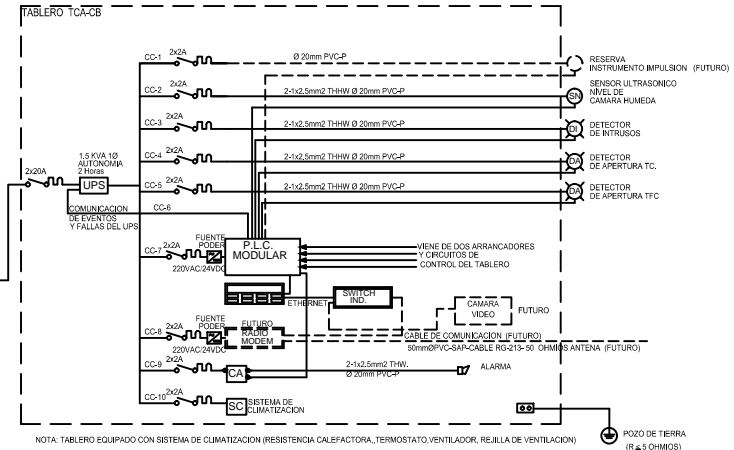 TABLERO TCA-CB
CC-1 2x2A Ø 20mm PVC-P
RESERVA
INSTRUMENTO IMPULSION (FUTURO)
CC-2 2x2A 2-1x2.5mm2 THHW Ø 20mm PVC-P SN
SENSOR ULTRASONICO
NÍVEL DE
CAMARA HUMEDA
CC-3 2x2A 2-1x2.5mm2 THHW Ø 20mm PVC-P DI
DETECTOR
DE INTRUSOS
CC-4 2x2A 2-1x2.5mm2 THHW Ø 20mm PVC-P DA
DETECTOR
DE APERTURA TC.
1,5 KVA 1Ø
AUTONOMIA
2 Horas
2x20A UPS
CC-5 2x2A 2-1x2.5mm2 THHW Ø 20mm PVC-P DA
DETECTOR
DE APERTURA TFC
COMUNICACION
DE EVENTOS
Y FALLAS DEL UPS
CC-6
CC-7 2x2A
FUENTE
PODER
220VAC/24VDC
P.L.C.
MODULAR
VIENE DE DOS ARRANCADORES
Y CIRCUITOS DE
CONTROL DEL TABLERO
ETHERNET
SWITCH
IND.
CAMARA
VIDEO
FUTURO
CC-8 2x2A
FUENTE
PODER
220VAC/24VDC
FUTURO
RADIO
MODEM
CABLE DE COMUNICACIÓN (FUTURO)
50mmØPVC-SAP-CABLE RG-213- 50 OHMIOS ANTENA (FUTURO)
CC-9 2x2A CA
2-1x2.5mm2 THW.
Ø 20mm PVC-P
ALARMA
CC-10 2x2A SC
SISTEMA DE
CLIMATIZACION
NOTA: TABLERO EQUIPADO CON SISTEMA DE CLIMATIZACION (RESISTENCIA CALEFACTORA,,TERMOSTATO,VENTILADOR, REJILLA DE VENTILACION)
POZO DE TIERRA
(R ≤ 5 OHMIOS)